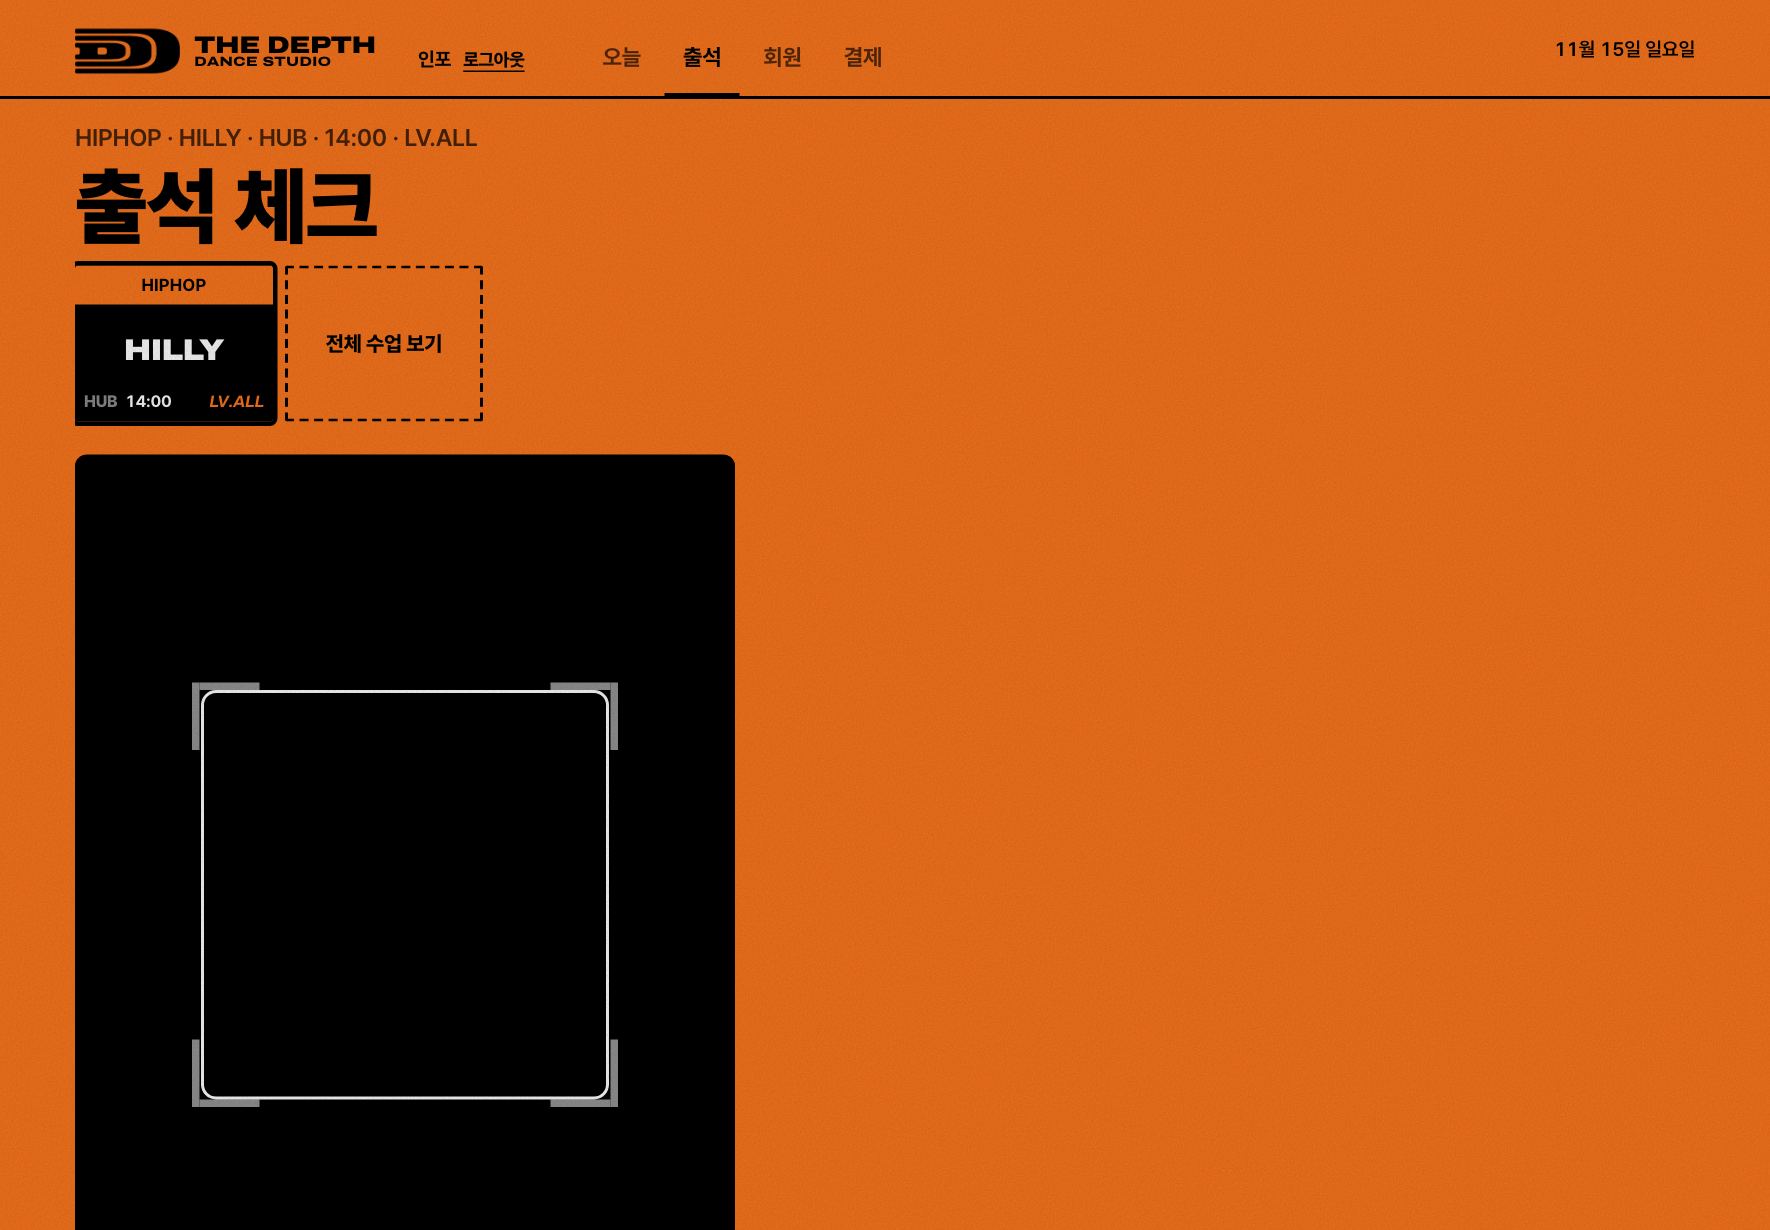 THE DEPTH
DANCE STUDIO
인포 로그아웃 오늘 출석 회원 결제 11월 15일 일요일
HIPHOP · HILLY · HUB · 14:00 · LV.ALL
출석 체크
HIPHOP
HILLY
HUB 14:00 LV.ALL
전체 수업 보기